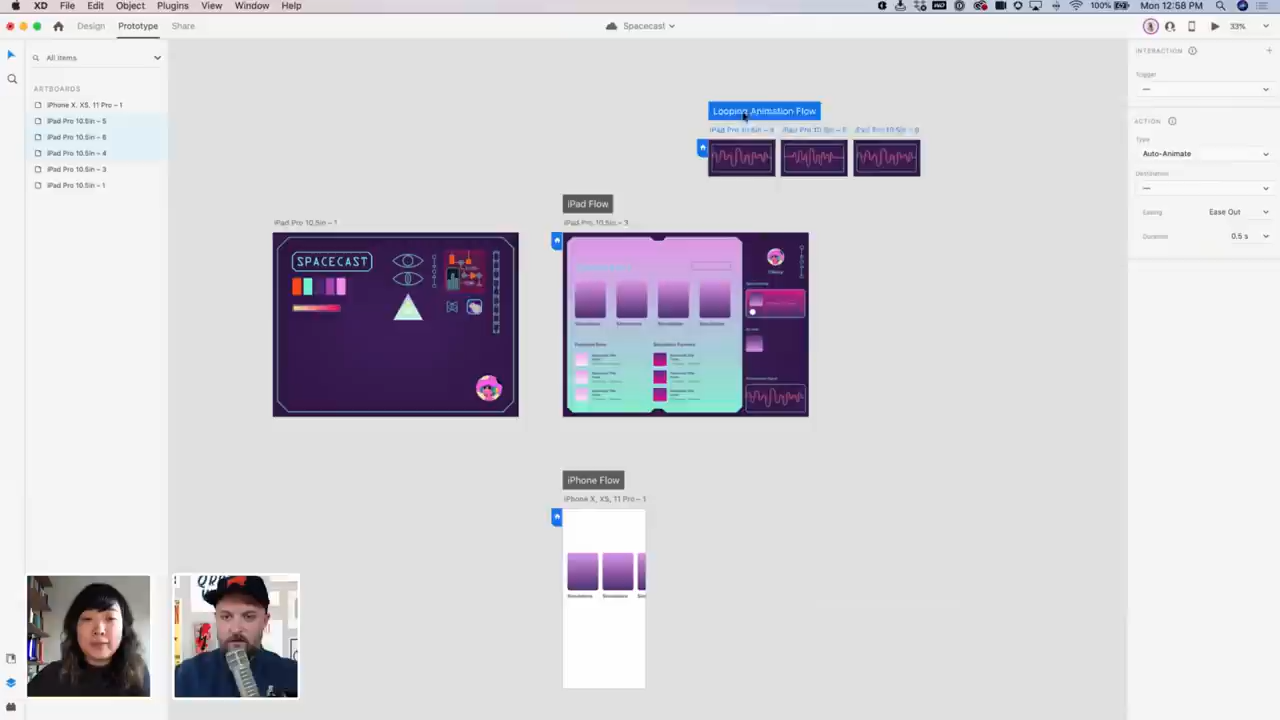 XD File Edit Object Plugins View Window Help
100% Mon 12:58 PM
Design Prototype Share
Spacecast
33%
All Items
ARTBOARDS
iPhone X, XS, 11 Pro – 1
iPad Pro 10.5in – 5
iPad Pro 10.5in – 6
iPad Pro 10.5in – 4
iPad Pro 10.5in – 3
iPad Pro 10.5in – 1
Looping Animation Flow
iPad Flow
iPad Pro 10.5in – 1
iPad Pro 10.5in – 3
SPACECAST
iPhone Flow
iPhone X, XS, 11 Pro – 1
INTERACTION
Trigger
—
ACTION
Type
Auto-Animate
Destination
—
Easing
Ease Out
Duration
0.5 s